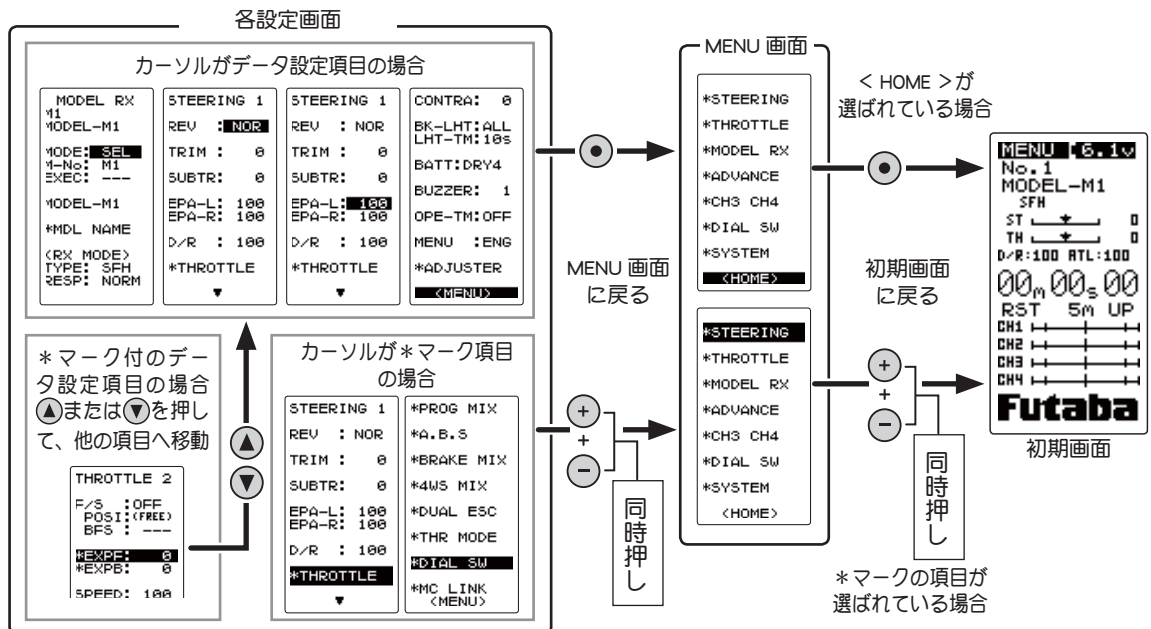 各設定画面
カーソルがデータ設定項目の場合
MODEL RX
M1
MODEL-M1
MODE: SEL
M-No: M1
EXEC: ---
MODEL-M1
*MDL NAME
(RX MODE)
TYPE: SFH
RESP: NORM
STEERING 1
REV : NOR
TRIM : 0
SUBTR: 0
EPA-L: 100
EPA-R: 100
D/R : 100
*THROTTLE
▼
STEERING 1
REV : NOR
TRIM : 0
SUBTR: 0
EPA-L: 100
EPA-R: 100
D/R : 100
*THROTTLE
▼
CONTRA: 0
BK-LHT:ALL
LHT-TM:10s
BATT:DRY4
BUZZER: 1
OPE-TM:OFF
MENU :ENG
*ADJUSTER
<MENU>
*マーク付のデー
タ設定項目の場合
▲または▼を押し
て、他の項目へ移動
THROTTLE 2
F/S :OFF
POSI:(FREE)
BFS : ---
*EXPF: 0
*EXPB: 0
SPEED: 100
▲
▼
カーソルが*マーク項目
の場合
STEERING 1
REV : NOR
TRIM : 0
SUBTR: 0
EPA-L: 100
EPA-R: 100
D/R : 100
*THROTTLE
▼
*PROG MIX
*A.B.S
*BRAKE MIX
*4WS MIX
*DUAL ESC
*THR MODE
*DIAL SW
*MC LINK
<MENU>
MENU 画面
に戻る
+
+
-
同時押し
MENU 画面
*STEERING
*THROTTLE
*MODEL RX
*ADVANCE
*CH3 CH4
*DIAL SW
*SYSTEM
<HOME>
*STEERING
*THROTTLE
*MODEL RX
*ADVANCE
*CH3 CH4
*DIAL SW
*SYSTEM
<HOME>
< HOME >が
選ばれている場合
初期画面
に戻る
+
+
-
同時押し
*マークの項目が
選ばれている場合
MENU 6.1v
No.1
MODEL-M1
SFH
ST 0
TH 0
D/R:100 ATL:100
00m00s00
RST 5m UP
CH1
CH2
CH3
CH4
Futaba
初期画面